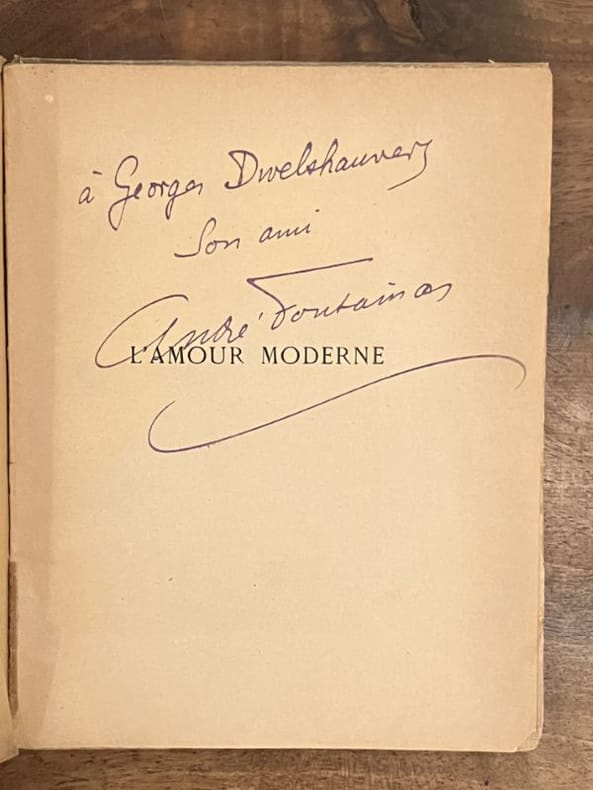 à Georges Dwelshauvers
Son ami
André Fontainas
L'AMOUR MODERNE